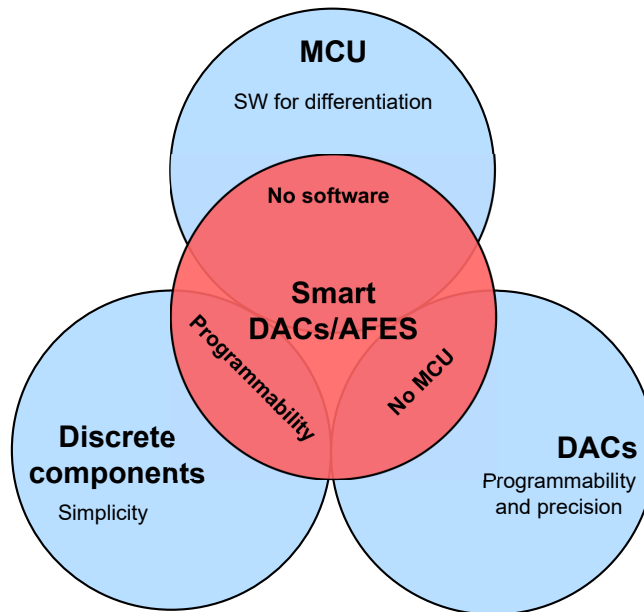 MCU
SW for differentiation
No software
Smart
DACs/AFES
Programmability
No MCU
Discrete
components
Simplicity
DACs
Programmability
and precision